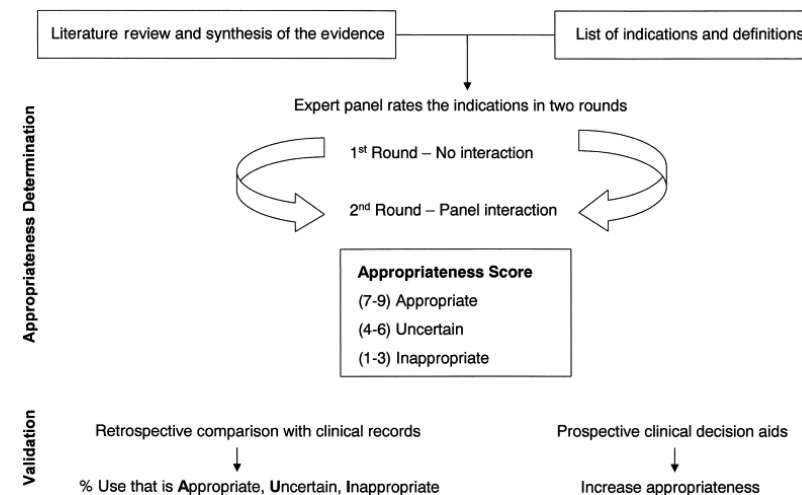 Literature review and synthesis of the evidence
List of indications and definitions
Expert panel rates the indications in two rounds
1st Round – No interaction
2nd Round – Panel interaction
Appropriateness Determination
Appropriateness Score
(7-9) Appropriate
(4-6) Uncertain
(1-3) Inappropriate
Validation
Retrospective comparison with clinical records
Prospective clinical decision aids
% Use that is Appropriate, Uncertain, Inappropriate
Increase appropriateness